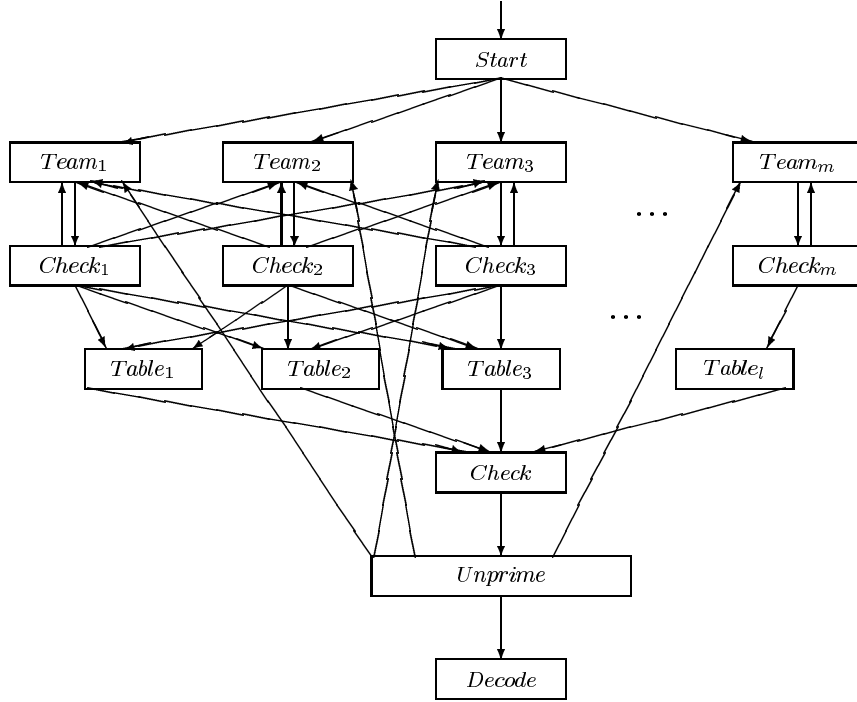 Start
Team₁ Team₂ Team₃ Teamₘ
...
Check₁ Check₂ Check₃ Checkₘ
...
Table₁ Table₂ Table₃ Tableₗ
Check
Unprime
Decode